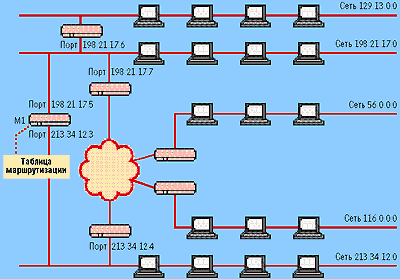 Сеть 129 13 0 0
Порт 198 21 17 6
Сеть 198 21 17 0
Порт 198 21 17 7
Порт 198 21 17 5
Сеть 56 0 0 0
М1
Порт 213 34 12 3
Таблица
маршрутизации
Сеть 116 0 0 0
Порт 213 34 12 4
Сеть 213 34 12 0